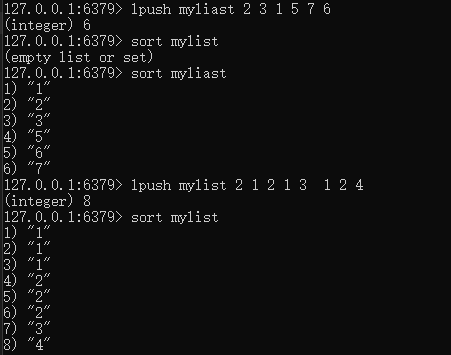 127.0.0.1:6379> lpush myliast 2 3 1 5 7 6
(integer) 6
127.0.0.1:6379> sort mylist
(empty list or set)
127.0.0.1:6379> sort myliast
1) "1"
2) "2"
3) "3"
4) "5"
5) "6"
6) "7"
127.0.0.1:6379> lpush mylist 2 1 2 1 3  1 2 4
(integer) 8
127.0.0.1:6379> sort mylist
1) "1"
2) "1"
3) "1"
4) "2"
5) "2"
6) "2"
7) "3"
8) "4"